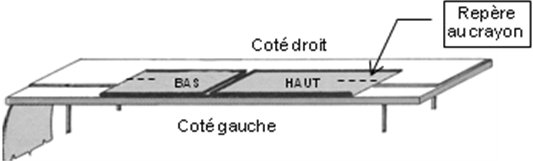 Repère
au crayon
Coté droit
BAS
HAUT
Coté gauche